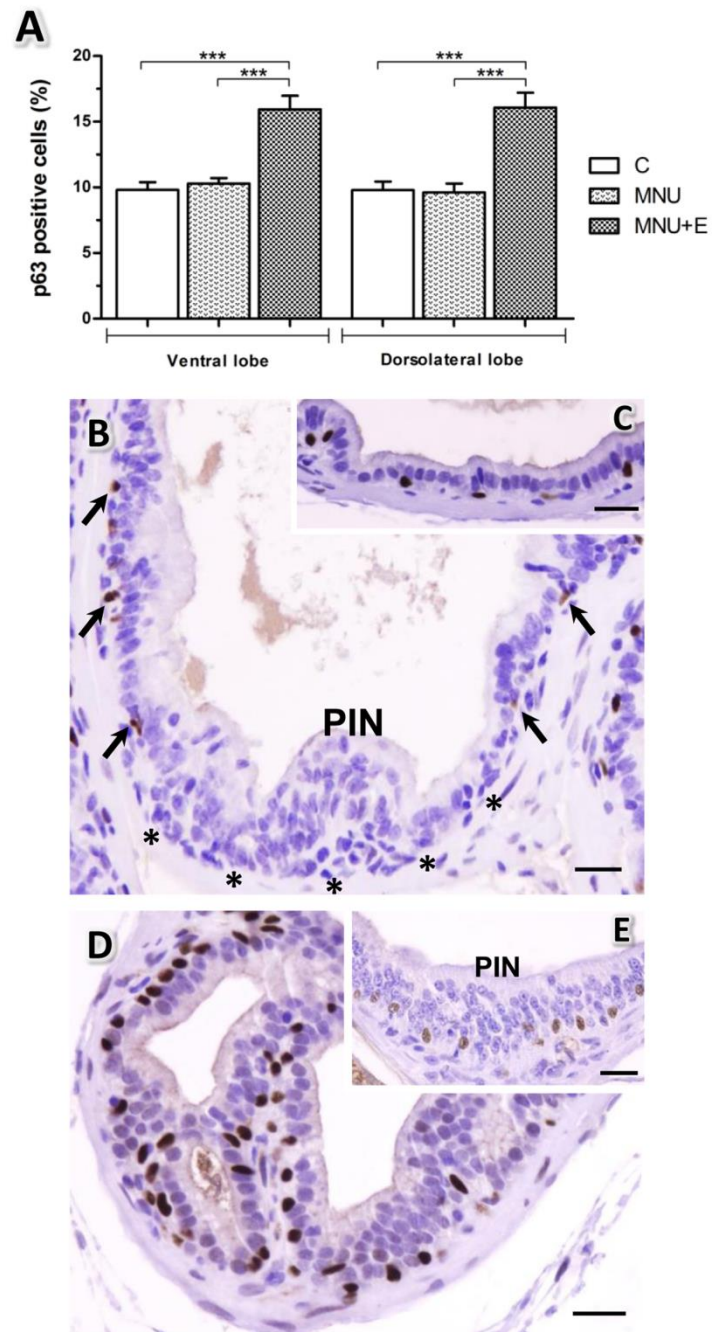 A
p63 positive cells (%)
20
15
10
5
0
***
***
***
***
C
MNU
MNU+E
Ventral lobe
Dorsolateral lobe
B
C
PIN
*
*
*
*
*
D
E
PIN